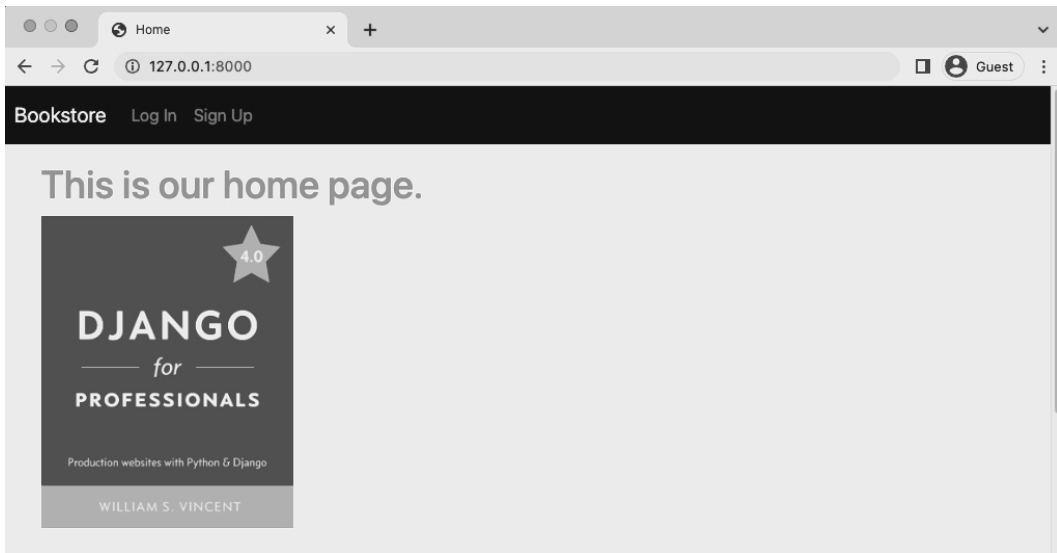 Home
127.0.0.1:8000
Guest
Bookstore Log In Sign Up
This is our home page.
4.0
DJANGO
for
PROFESSIONALS
Production websites with Python & Django
WILLIAM S. VINCENT